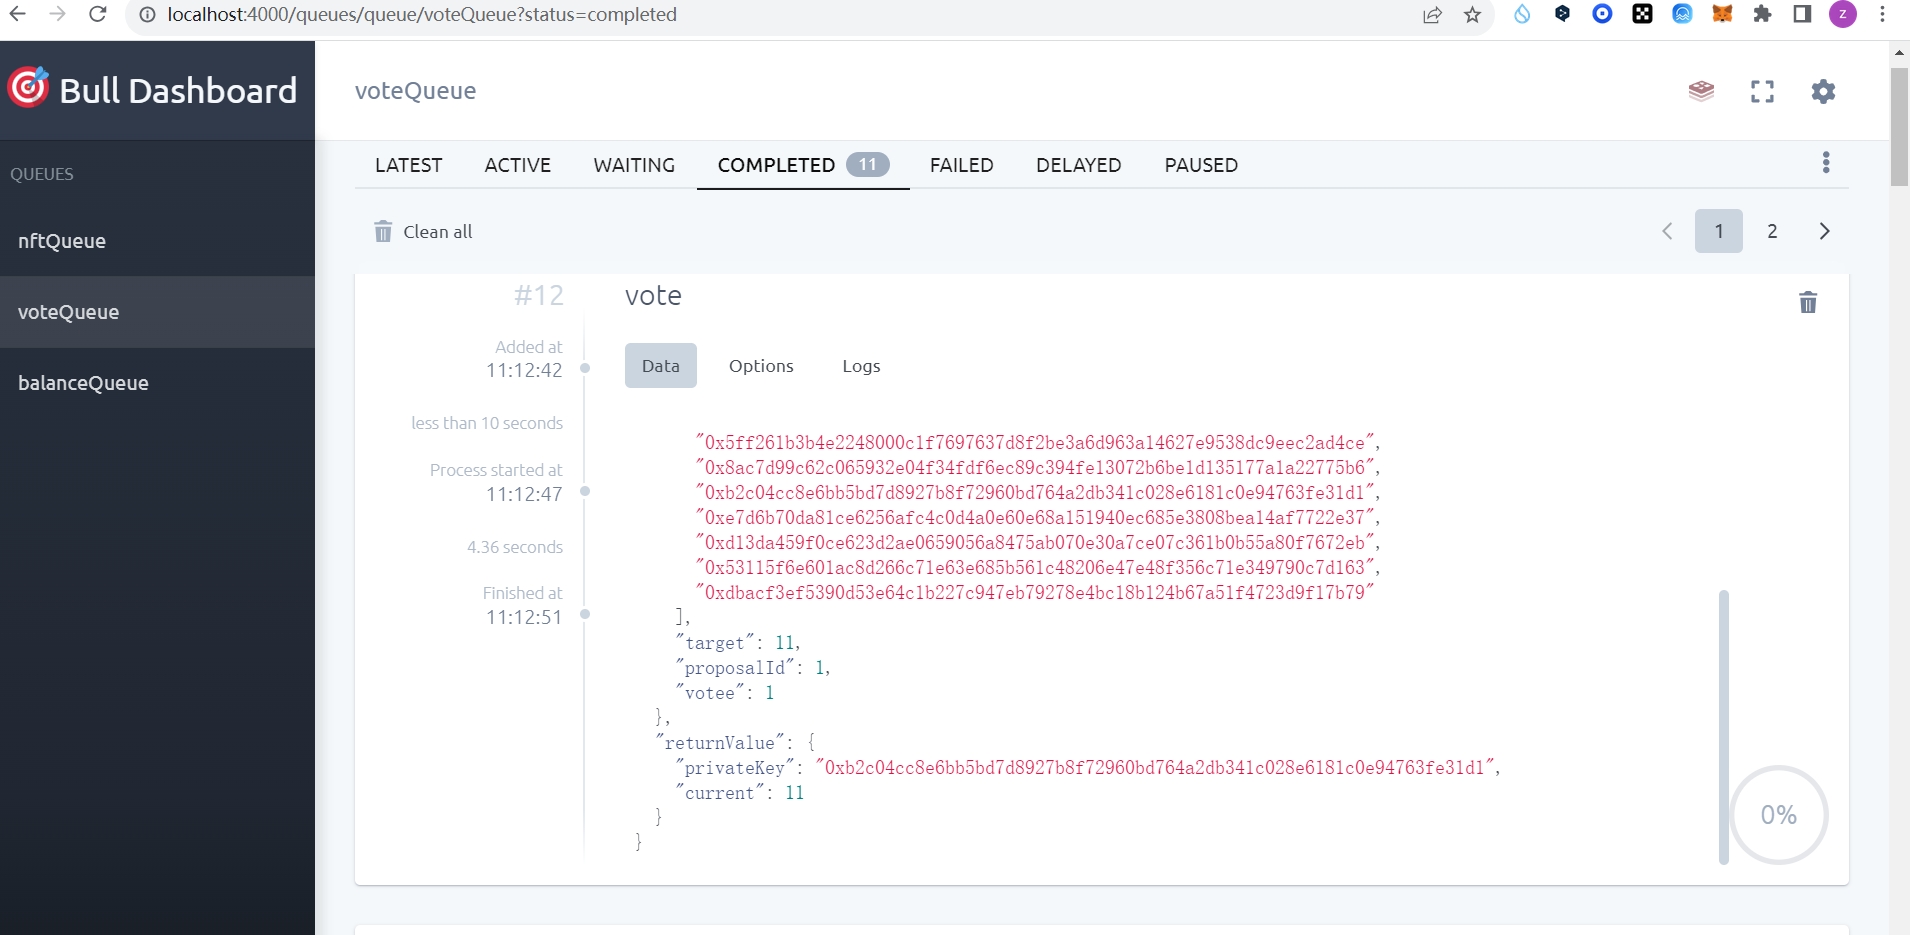 localhost:4000/queues/queue/voteQueue?status=completed
z
Bull Dashboard
voteQueue
QUEUES
nftQueue
voteQueue
balanceQueue
LATEST
ACTIVE
WAITING
COMPLETED 11
FAILED
DELAYED
PAUSED
Clean all
1
2
#12
Added at
11:12:42
less than 10 seconds
Process started at
11:12:47
4.36 seconds
Finished at
11:12:51
vote
Data
Options
Logs
"0x5ff261b3b4e2248000c1f7697637d8f2be3a6d963a14627e9538dc9eec2ad4ce",
"0x8ac7d99c62c065932e04f34fdf6ec89c394fe13072b6be1d135177a1a22775b6",
"0xb2c04cc8e6bb5bd7d8927b8f72960bd764a2db341c028e6181c0e94763fe31d1",
"0xe7d6b70da81ce6256afc4c0d4a0e60e68a151940ec685e3808bea14af7722e37",
"0xd13da459f0ce623d2ae0659056a8475ab070e30a7ce07c361b0b55a80f7672eb",
"0x53115f6e601ac8d266c71e63e685b561c48206e47e48f356c71e349790c7d163",
"0xdbacf3ef5390d53e64c1b227c947eb79278e4bc18b124b67a51f4723d9f17b79"
],
"target": 11,
"proposalId": 1,
"votee": 1
},
"returnValue": {
"privateKey": "0xb2c04cc8e6bb5bd7d8927b8f72960bd764a2db341c028e6181c0e94763fe31d1",
"current": 11
}
}
0%